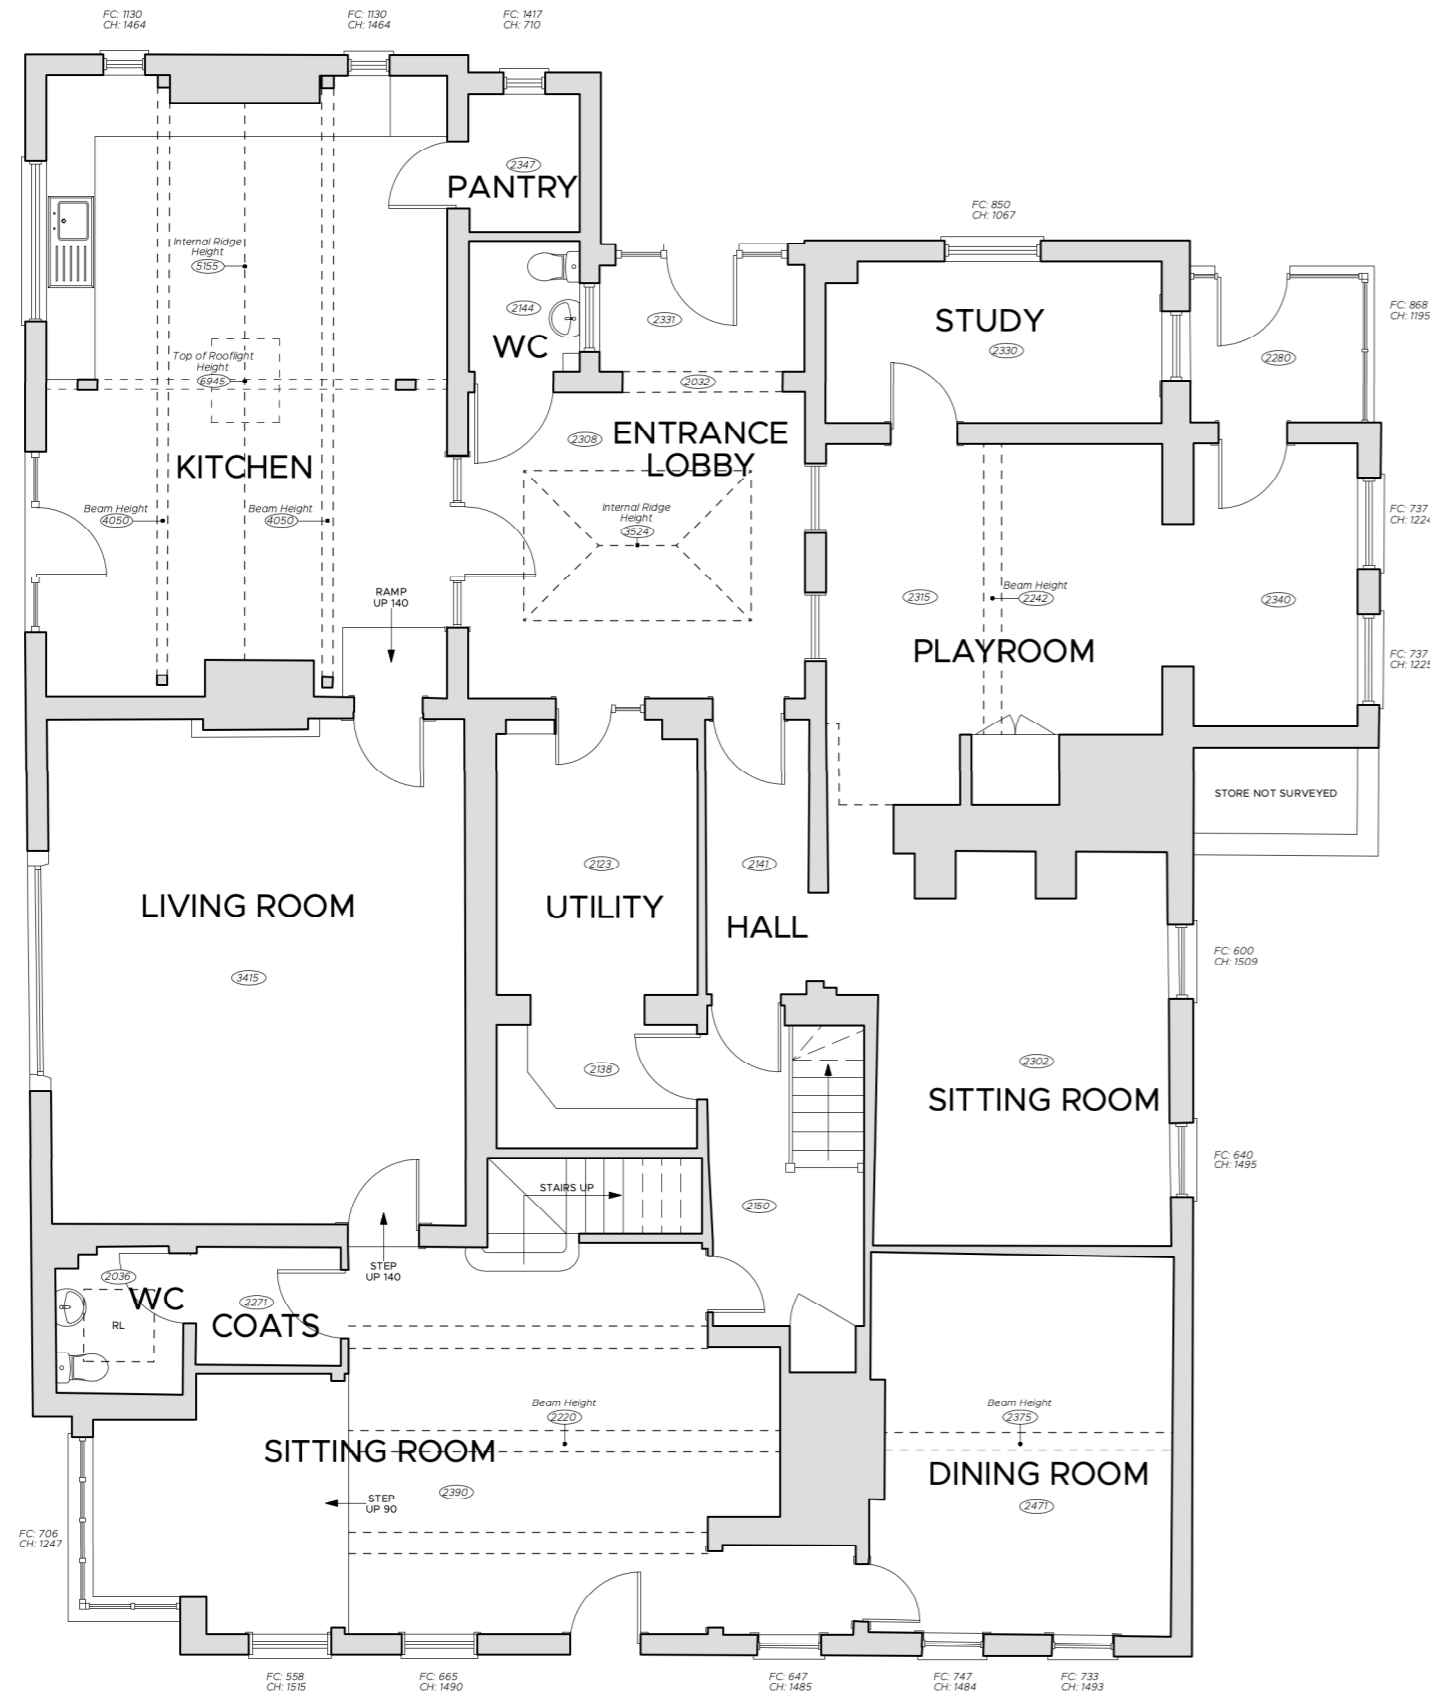 FC: 1130
CH: 1464
FC: 1130
CH: 1464
FC: 1417
CH: 710
2347
PANTRY
FC: 850
CH: 1067
Internal Ridge
Height
5155
2144
WC
2331
STUDY
2330
FC: 868
CH: 1195
2280
Top of Rooflight
Height
6945
2032
2308
ENTRANCE
LOBBY
KITCHEN
Beam Height
4050
Beam Height
4050
Internal Ridge
Height
3524
FC: 737
CH: 1224
RAMP
UP 140
2315
Beam Height
2242
2340
PLAYROOM
FC: 737
CH: 1225
STORE NOT SURVEYED
2123
2141
LIVING ROOM
UTILITY
HALL
3415
FC: 600
CH: 1509
2138
2302
SITTING ROOM
FC: 640
CH: 1495
STAIRS UP
2150
STEP
UP 140
2036
WC
RL
2271
COATS
Beam Height
2220
Beam Height
2375
SITTING ROOM
DINING ROOM
2390
STEP
UP 90
2471
FC: 706
CH: 1247
FC: 558
CH: 1515
FC: 665
CH: 1490
FC: 647
CH: 1485
FC: 747
CH: 1484
FC: 733
CH: 1493